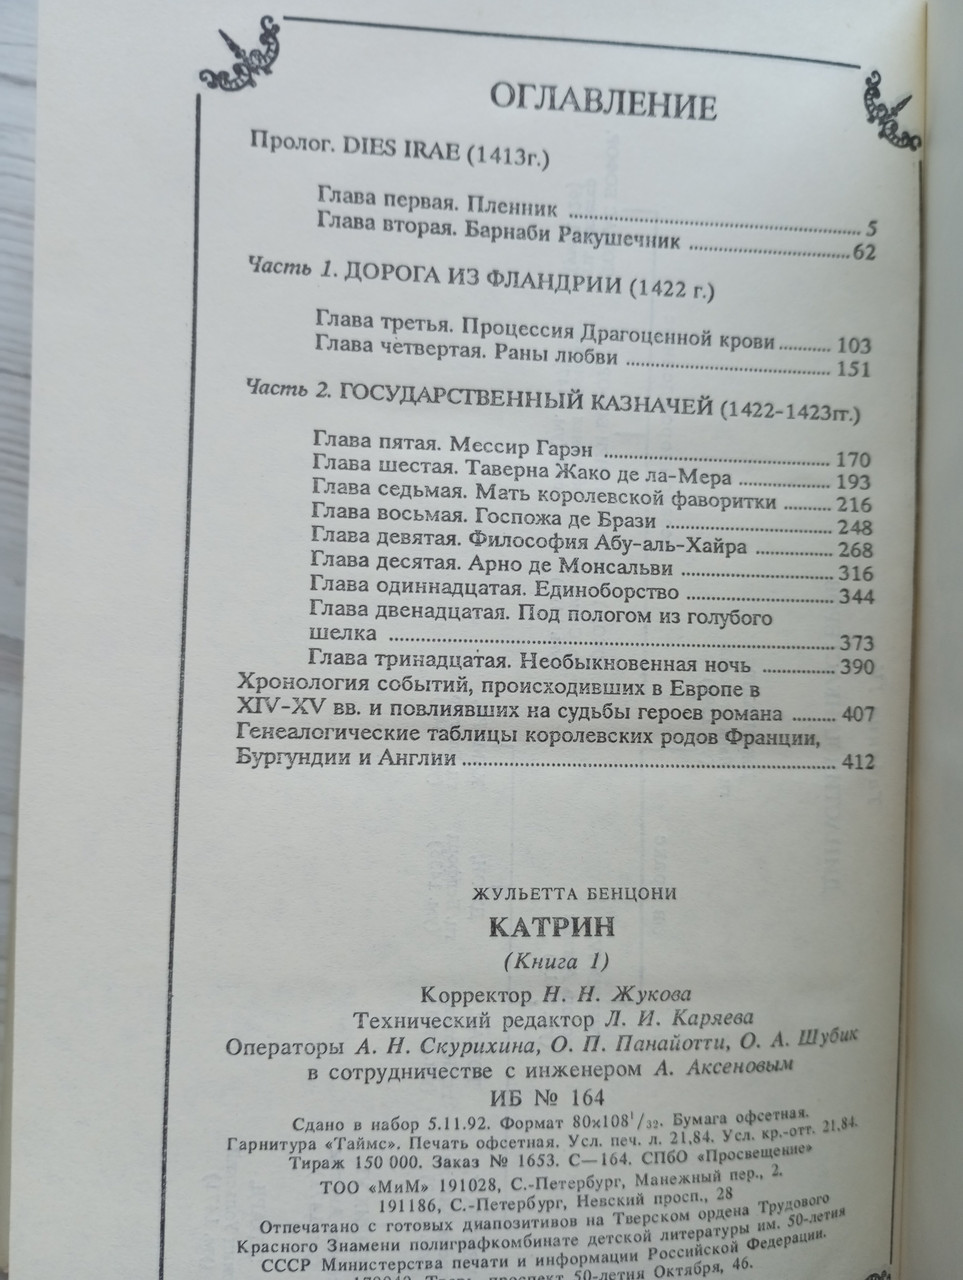 ОГЛАВЛЕНИЕ
Пролог. DIES IRAE (1413г.)
Глава первая. Пленник ........ 5
Глава вторая. Барнаби Ракушечник ........ 62
Часть 1. ДОРОГА ИЗ ФЛАНДРИИ (1422 г.)
Глава третья. Процессия Драгоценной крови ........ 103
Глава четвертая. Раны любви ........ 151
Часть 2. ГОСУДАРСТВЕННЫЙ КАЗНАЧЕЙ (1422-1423гг.)
Глава пятая. Мессир Гарэн ........ 170
Глава шестая. Таверна Жако де ла-Мера ........ 193
Глава седьмая. Мать королевской фаворитки ........ 216
Глава восьмая. Госпожа де Брази ........ 248
Глава девятая. Философия Абу-аль-Хайра ........ 268
Глава десятая. Арно де Монсальви ........ 316
Глава одиннадцатая. Единоборство ........ 344
Глава двенадцатая. Под пологом из голубого
шелка ........ 373
Глава тринадцатая. Необыкновенная ночь ........ 390
Хронология событий, происходивших в Европе в
XIV-XV вв. и повлиявших на судьбы героев романа ........ 407
Генеалогические таблицы королевских родов Франции,
Бургундии и Англии ........ 412
ЖУЛЬЕТТА БЕНЦОНИ
КАТРИН
(Книга 1)
Корректор Н. Н. Жукова
Технический редактор Л. И. Каряева
Операторы А. Н. Скурихина, О. П. Панайотти, О. А. Шубик
в сотрудничестве с инженером А. Аксеновым
ИБ № 164
Сдано в набор 5.11.92. Формат 80×108¹/₃₂. Бумага офсетная.
Гарнитура «Таймс». Печать офсетная. Усл. печ. л. 21,84. Усл. кр.-отт. 21,84.
Тираж 150 000. Заказ № 1653. С—164. СПбО «Просвещение»
ТОО «МиМ» 191028, С.-Петербург, Манежный пер., 2.
191186, С.-Петербург, Невский просп., 28
Отпечатано с готовых диапозитивов на Тверском ордена Трудового
Красного Знамени полиграфкомбинате детской литературы им. 50-летия
СССР Министерства печати и информации Российской Федерации.
проспект 50-летия Октября, 46.